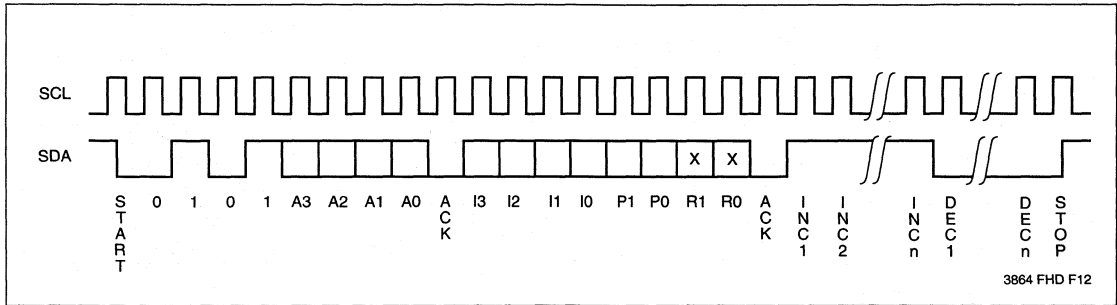 SCL
SDA
X X
START 0 1 0 1 A3 A2 A1 A0 ACK I3 I2 I1 I0 P1 P0 R1 R0 ACK INC1 INC2 INCn DEC1 DECn STOP
3864 FHD F12